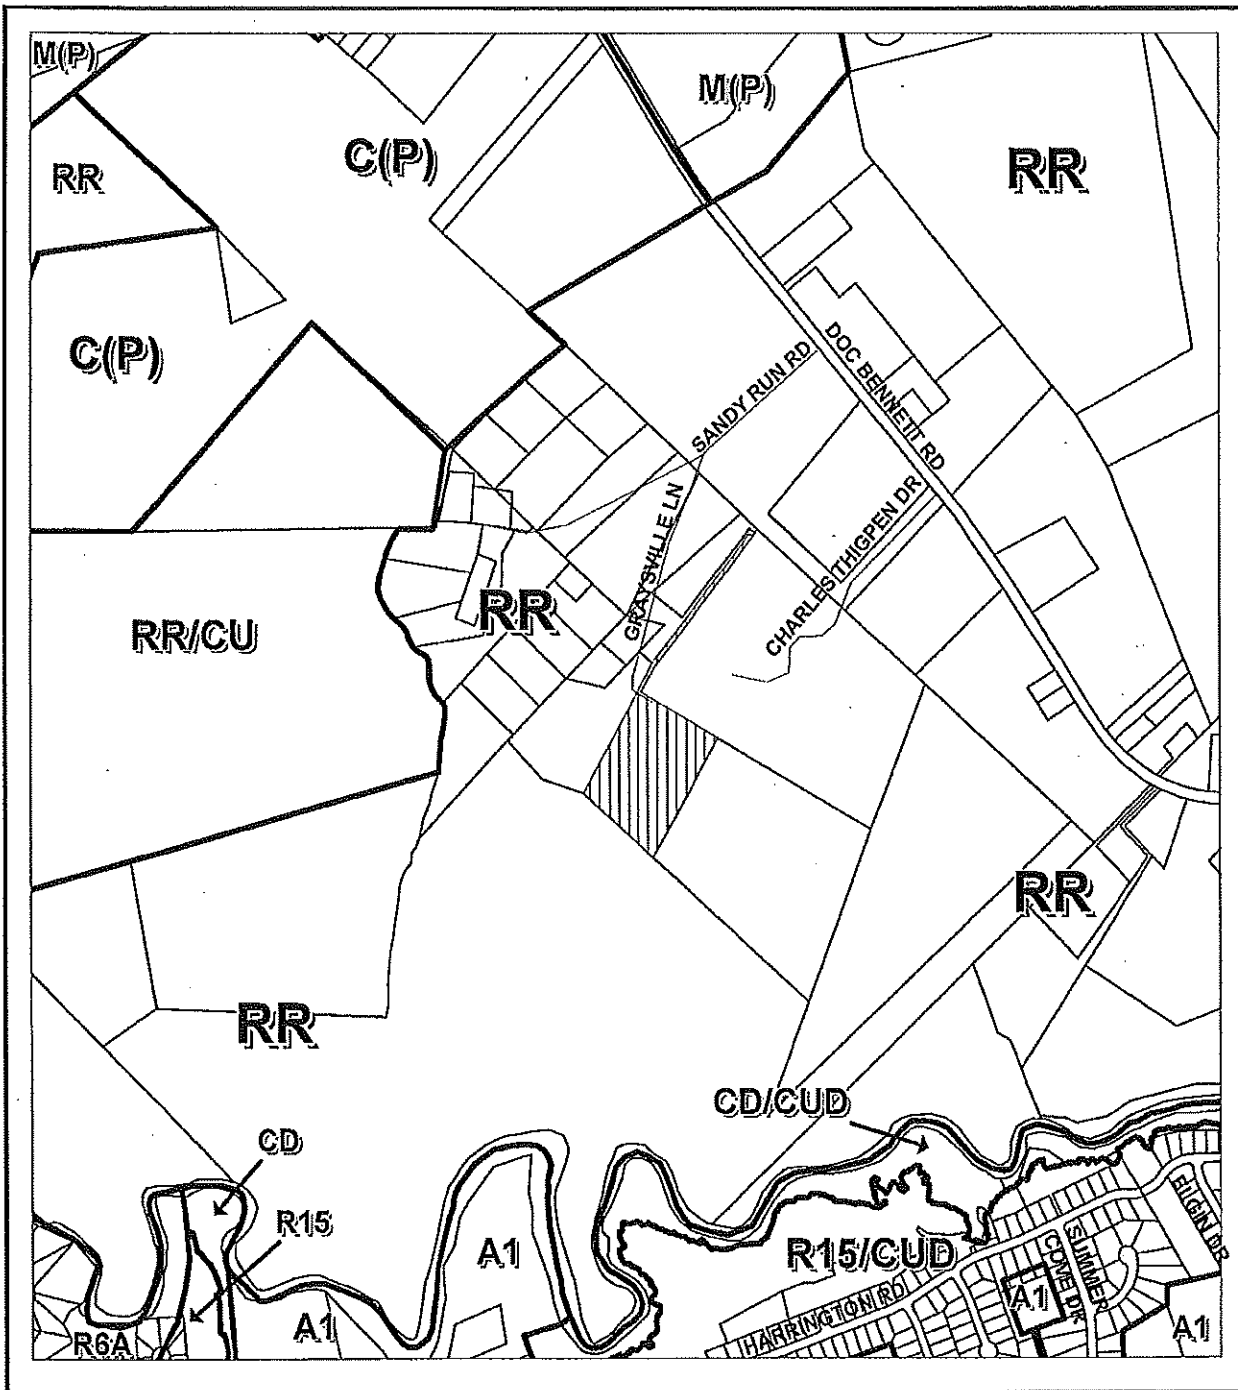 M(P)
M(P)
C(P)
RR
RR
C(P)
DOC BENNETT RD
SANDY RUN RD
GRAYSVILLE LN
CHARLES THIGPEN DR
RR
RR/CU
RR
RR
CD/CUD
CD
R15
A1
R15/CUD
ELGIN DR
SUMMER
COVE DR
HARRINGTON RD
A1
A1
A1
R6A